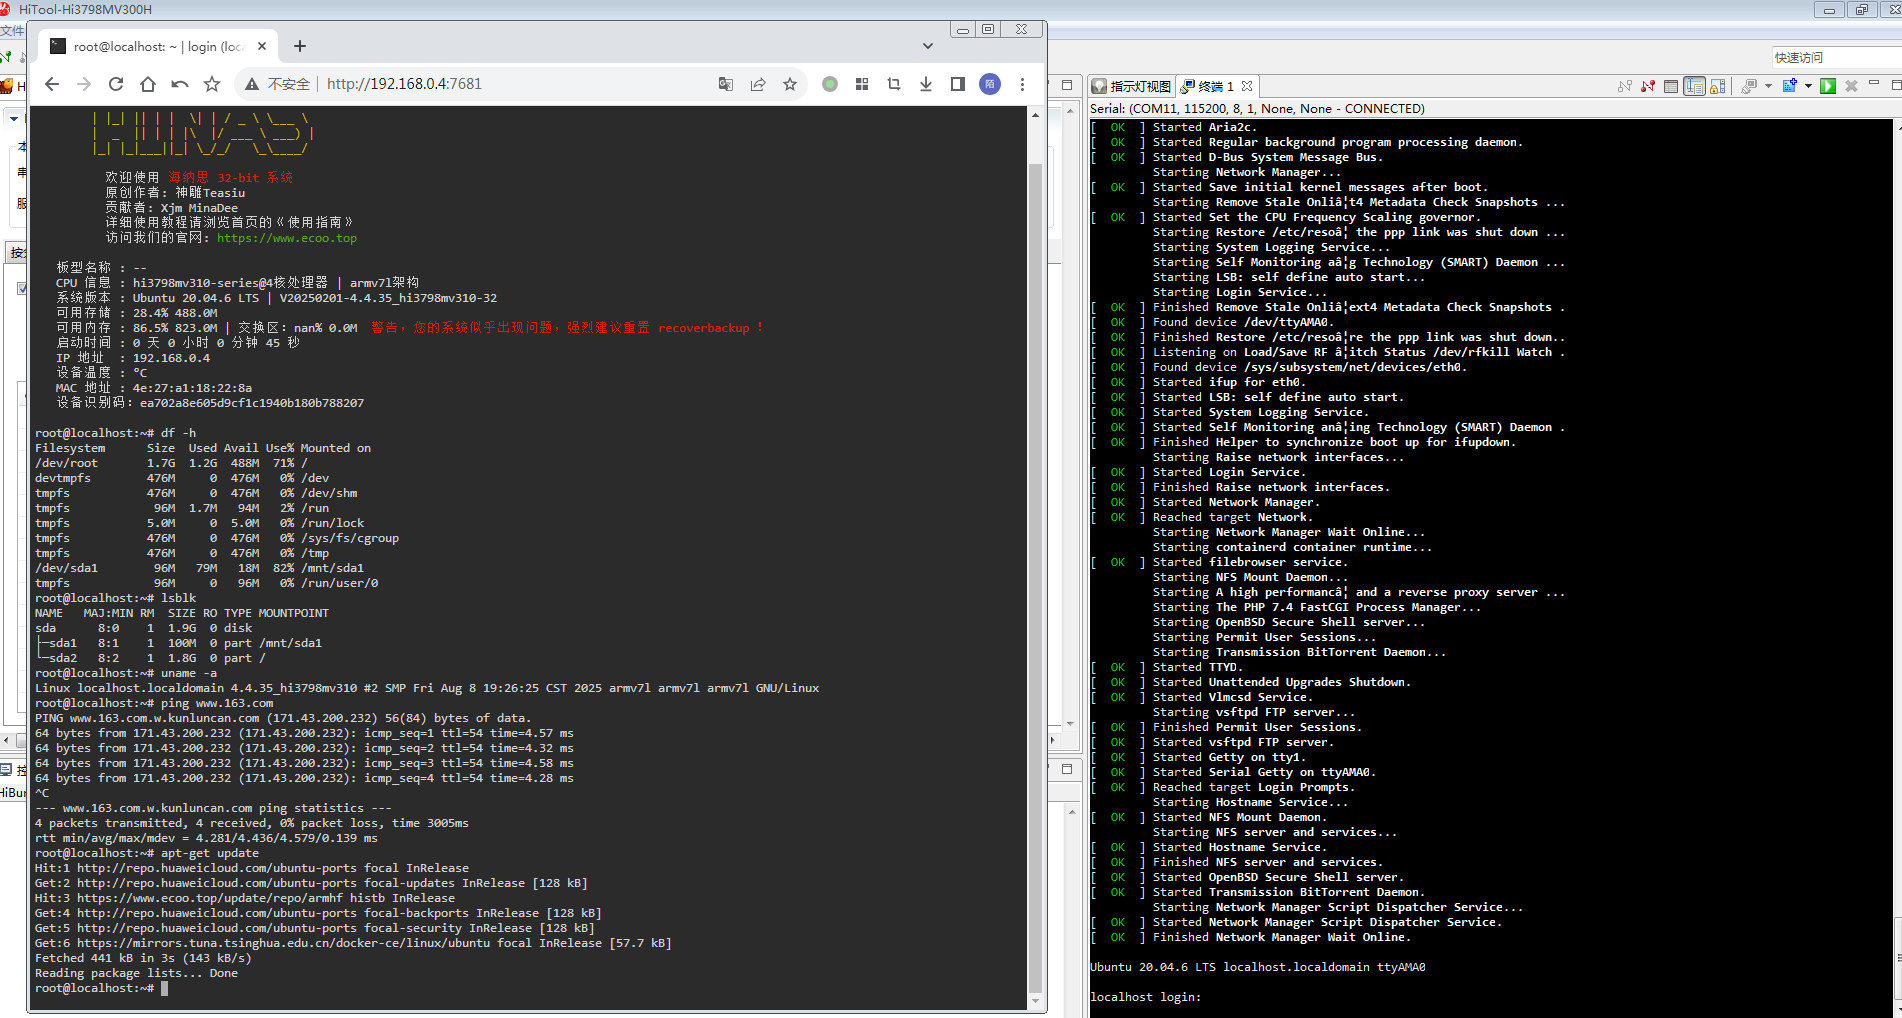 HiTool-Hi3798MV300H
文件
root@localhost: ~ | login (loc
不安全 http://192.168.0.4:7681
欢迎使用 海纳思 32-bit 系统
原创作者: 神雕Teasiu
贡献者: Xjm MinaDee
详细使用教程请浏览首页的《使用指南》
访问我们的官网: https://www.ecoo.top
板型名称 : --
CPU 信息 : hi3798mv310-series@4核处理器 | armv7l架构
系统版本 : Ubuntu 20.04.6 LTS | V20250201-4.4.35_hi3798mv310-32
可用存储 : 28.4% 488.0M
可用内存 : 86.5% 823.0M | 交换区: nan% 0.0M 警告，您的系统似乎出现问题，强烈建议重置 recoverbackup ！
启动时间 : 0 天 0 小时 0 分钟 45 秒
IP 地址 : 192.168.0.4
设备温度 : °C
MAC 地址 : 4e:27:a1:18:22:8a
设备识别码: ea702a8e605d9cf1c1940b180b788207
root@localhost:~# df -h
Filesystem Size Used Avail Use% Mounted on
/dev/root 1.7G 1.2G 488M 71% /
devtmpfs 476M 0 476M 0% /dev
tmpfs 476M 0 476M 0% /dev/shm
tmpfs 96M 1.7M 94M 2% /run
tmpfs 5.0M 0 5.0M 0% /run/lock
tmpfs 476M 0 476M 0% /sys/fs/cgroup
tmpfs 476M 0 476M 0% /tmp
/dev/sda1 96M 79M 18M 82% /mnt/sda1
tmpfs 96M 0 96M 0% /run/user/0
root@localhost:~# lsblk
NAME MAJ:MIN RM SIZE RO TYPE MOUNTPOINT
sda 8:0 1 1.9G 0 disk
├─sda1 8:1 1 100M 0 part /mnt/sda1
└─sda2 8:2 1 1.8G 0 part /
root@localhost:~# uname -a
Linux localhost.localdomain 4.4.35_hi3798mv310 #2 SMP Fri Aug 8 19:26:25 CST 2025 armv7l armv7l armv7l GNU/Linux
root@localhost:~# ping www.163.com
PING www.163.com.w.kunluncan.com (171.43.200.232) 56(84) bytes of data.
64 bytes from 171.43.200.232 (171.43.200.232): icmp_seq=1 ttl=54 time=4.57 ms
64 bytes from 171.43.200.232 (171.43.200.232): icmp_seq=2 ttl=54 time=4.32 ms
64 bytes from 171.43.200.232 (171.43.200.232): icmp_seq=3 ttl=54 time=4.58 ms
64 bytes from 171.43.200.232 (171.43.200.232): icmp_seq=4 ttl=54 time=4.28 ms
^C
--- www.163.com.w.kunluncan.com ping statistics ---
4 packets transmitted, 4 received, 0% packet loss, time 3005ms
rtt min/avg/max/mdev = 4.281/4.436/4.579/0.139 ms
root@localhost:~# apt-get update
Hit:1 http://repo.huaweicloud.com/ubuntu-ports focal InRelease
Get:2 http://repo.huaweicloud.com/ubuntu-ports focal-updates InRelease [128 kB]
Hit:3 https://www.ecoo.top/update/repo/armhf histb InRelease
Get:4 http://repo.huaweicloud.com/ubuntu-ports focal-backports InRelease [128 kB]
Get:5 http://repo.huaweicloud.com/ubuntu-ports focal-security InRelease [128 kB]
Get:6 https://mirrors.tuna.tsinghua.edu.cn/docker-ce/linux/ubuntu focal InRelease [57.7 kB]
Fetched 441 kB in 3s (143 kB/s)
Reading package lists... Done
root@localhost:~#
快速访问
指示灯视图 终端 1
Serial: (COM11, 115200, 8, 1, None, None - CONNECTED)
[ OK ] Started Aria2c.
[ OK ] Started Regular background program processing daemon.
[ OK ] Started D-Bus System Message Bus.
Starting Network Manager...
[ OK ] Started Save initial kernel messages after boot.
Starting Remove Stale Onliâ¦t4 Metadata Check Snapshots ...
[ OK ] Started Set the CPU Frequency Scaling governor.
Starting Restore /etc/resoâ¦ the ppp link was shut down ...
Starting System Logging Service...
Starting Self Monitoring aâ¦g Technology (SMART) Daemon ...
Starting LSB: self define auto start...
Starting Login Service...
[ OK ] Finished Remove Stale Onliâ¦ext4 Metadata Check Snapshots .
[ OK ] Found device /dev/ttyAMA0.
[ OK ] Finished Restore /etc/resoâ¦re the ppp link was shut down..
[ OK ] Listening on Load/Save RF â¦itch Status /dev/rfkill Watch .
[ OK ] Found device /sys/subsystem/net/devices/eth0.
[ OK ] Started ifup for eth0.
[ OK ] Started LSB: self define auto start.
[ OK ] Started System Logging Service.
[ OK ] Started Self Monitoring anâ¦ing Technology (SMART) Daemon .
[ OK ] Finished Helper to synchronize boot up for ifupdown.
Starting Raise network interfaces...
[ OK ] Started Login Service.
[ OK ] Finished Raise network interfaces.
[ OK ] Started Network Manager.
[ OK ] Reached target Network.
Starting Network Manager Wait Online...
Starting containerd container runtime...
[ OK ] Started filebrowser service.
Starting NFS Mount Daemon...
Starting A high performancâ¦ and a reverse proxy server ...
Starting The PHP 7.4 FastCGI Process Manager...
Starting OpenBSD Secure Shell server...
Starting Permit User Sessions...
Starting Transmission BitTorrent Daemon...
[ OK ] Started TTYD.
[ OK ] Started Unattended Upgrades Shutdown.
[ OK ] Started Vlmcsd Service.
Starting vsftpd FTP server...
[ OK ] Finished Permit User Sessions.
[ OK ] Started vsftpd FTP server.
[ OK ] Started Getty on tty1.
[ OK ] Started Serial Getty on ttyAMA0.
[ OK ] Reached target Login Prompts.
Starting Hostname Service...
[ OK ] Started NFS Mount Daemon.
Starting NFS server and services...
[ OK ] Started Hostname Service.
[ OK ] Finished NFS server and services.
[ OK ] Started OpenBSD Secure Shell server.
[ OK ] Started Transmission BitTorrent Daemon.
Starting Network Manager Script Dispatcher Service...
[ OK ] Started Network Manager Script Dispatcher Service.
[ OK ] Finished Network Manager Wait Online.
Ubuntu 20.04.6 LTS localhost.localdomain ttyAMA0
localhost login: